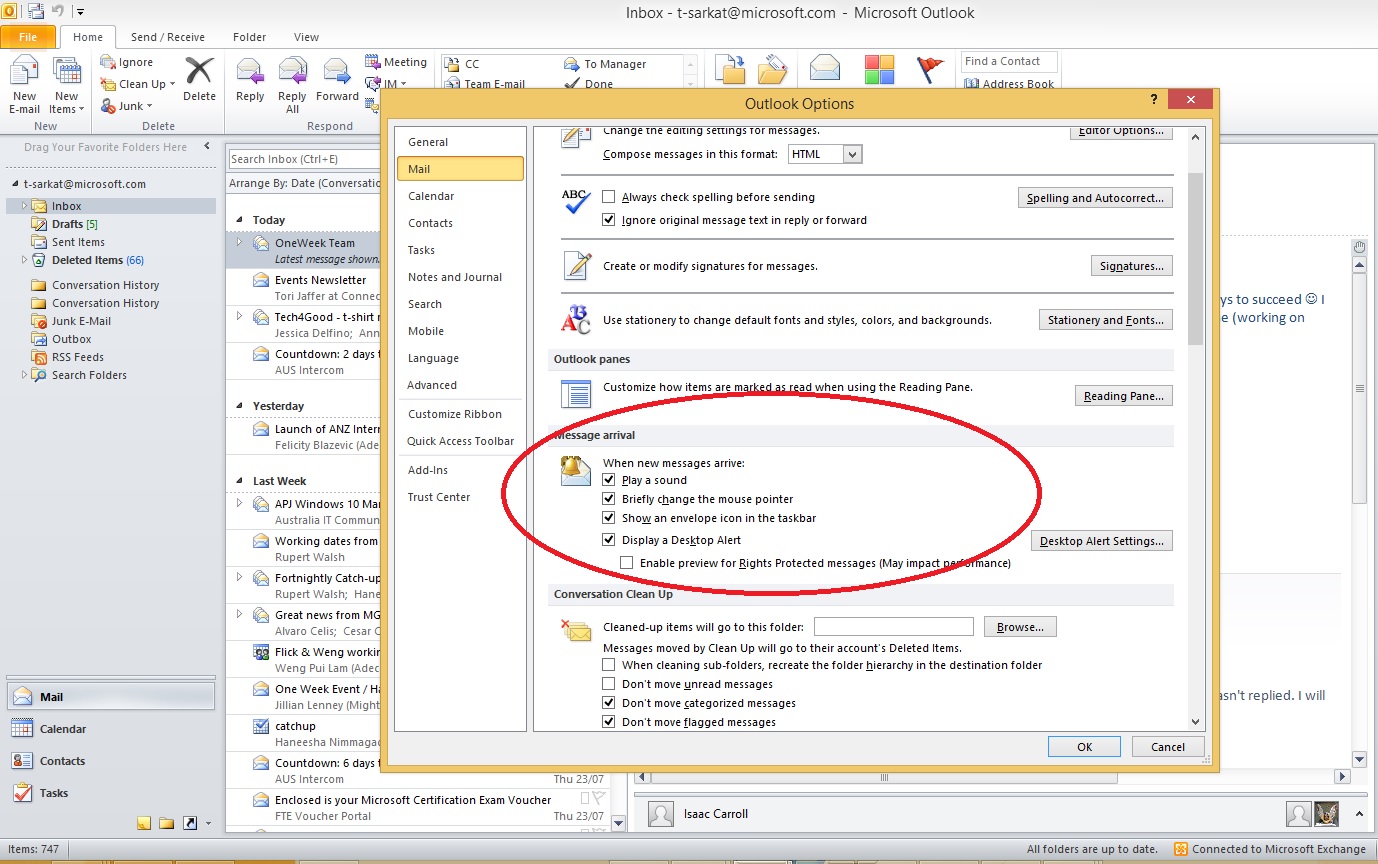 Inbox - t-sarkat@microsoft.com - Microsoft Outlook
File Home Send / Receive Folder View
Ignore
Clean Up
Junk
New E-mail
New Items
Delete
Reply
Reply All
Forward
Meeting
IM
CC
Team E-mail
To Manager
Done
Find a Contact
Address Book
New
Delete
Respond
Drag Your Favorite Folders Here
t-sarkat@microsoft.com
Inbox
Drafts [5]
Sent Items
Deleted Items (66)
Conversation History
Conversation History
Junk E-Mail
Outbox
RSS Feeds
Search Folders
Mail
Calendar
Contacts
Tasks
Search Inbox (Ctrl+E)
Arrange By: Date (Conversatio
Today
OneWeek Team
Latest message shown.
Events Newsletter
Tori Jaffer at Connec
Tech4Good - t-shirt r
Jessica Delfino; Ann
Countdown: 2 days t
AUS Intercom
Yesterday
Launch of ANZ Intern
Felicity Blazevic (Ade
Last Week
APJ Windows 10 Mar
Australia IT Commun
Working dates from
Rupert Walsh
Fortnightly Catch-up
Rupert Walsh; Hane
Great news from MG
Alvaro Celis; Cesar C
Flick & Weng workin
Weng Pui Lam (Adec
One Week Event / Ha
Jillian Lenney (Might
catchup
Haneesha Nimmagac
Countdown: 6 days t
AUS Intercom Thu 23/07
Enclosed is your Microsoft Certification Exam Voucher
FTE Voucher Portal Thu 23/07
Outlook Options
?
General
Mail
Calendar
Contacts
Tasks
Notes and Journal
Search
Mobile
Language
Advanced
Customize Ribbon
Quick Access Toolbar
Add-Ins
Trust Center
Change the editing settings for messages. Editor Options...
Compose messages in this format: HTML
ABC
Always check spelling before sending Spelling and Autocorrect...
Ignore original message text in reply or forward
Create or modify signatures for messages. Signatures...
Use stationery to change default fonts and styles, colors, and backgrounds. Stationery and Fonts...
Outlook panes
Customize how items are marked as read when using the Reading Pane. Reading Pane...
Message arrival
When new messages arrive:
Play a sound
Briefly change the mouse pointer
Show an envelope icon in the taskbar
Display a Desktop Alert Desktop Alert Settings...
Enable preview for Rights Protected messages (May impact performance)
Conversation Clean Up
Cleaned-up items will go to this folder: Browse...
Messages moved by Clean Up will go to their account's Deleted Items.
When cleaning sub-folders, recreate the folder hierarchy in the destination folder
Don't move unread messages
Don't move categorized messages
Don't move flagged messages
OK Cancel
ys to succeed ☺ I
e (working on
asn't replied. I will
Isaac Carroll
Items: 747 All folders are up to date. Connected to Microsoft Exchange